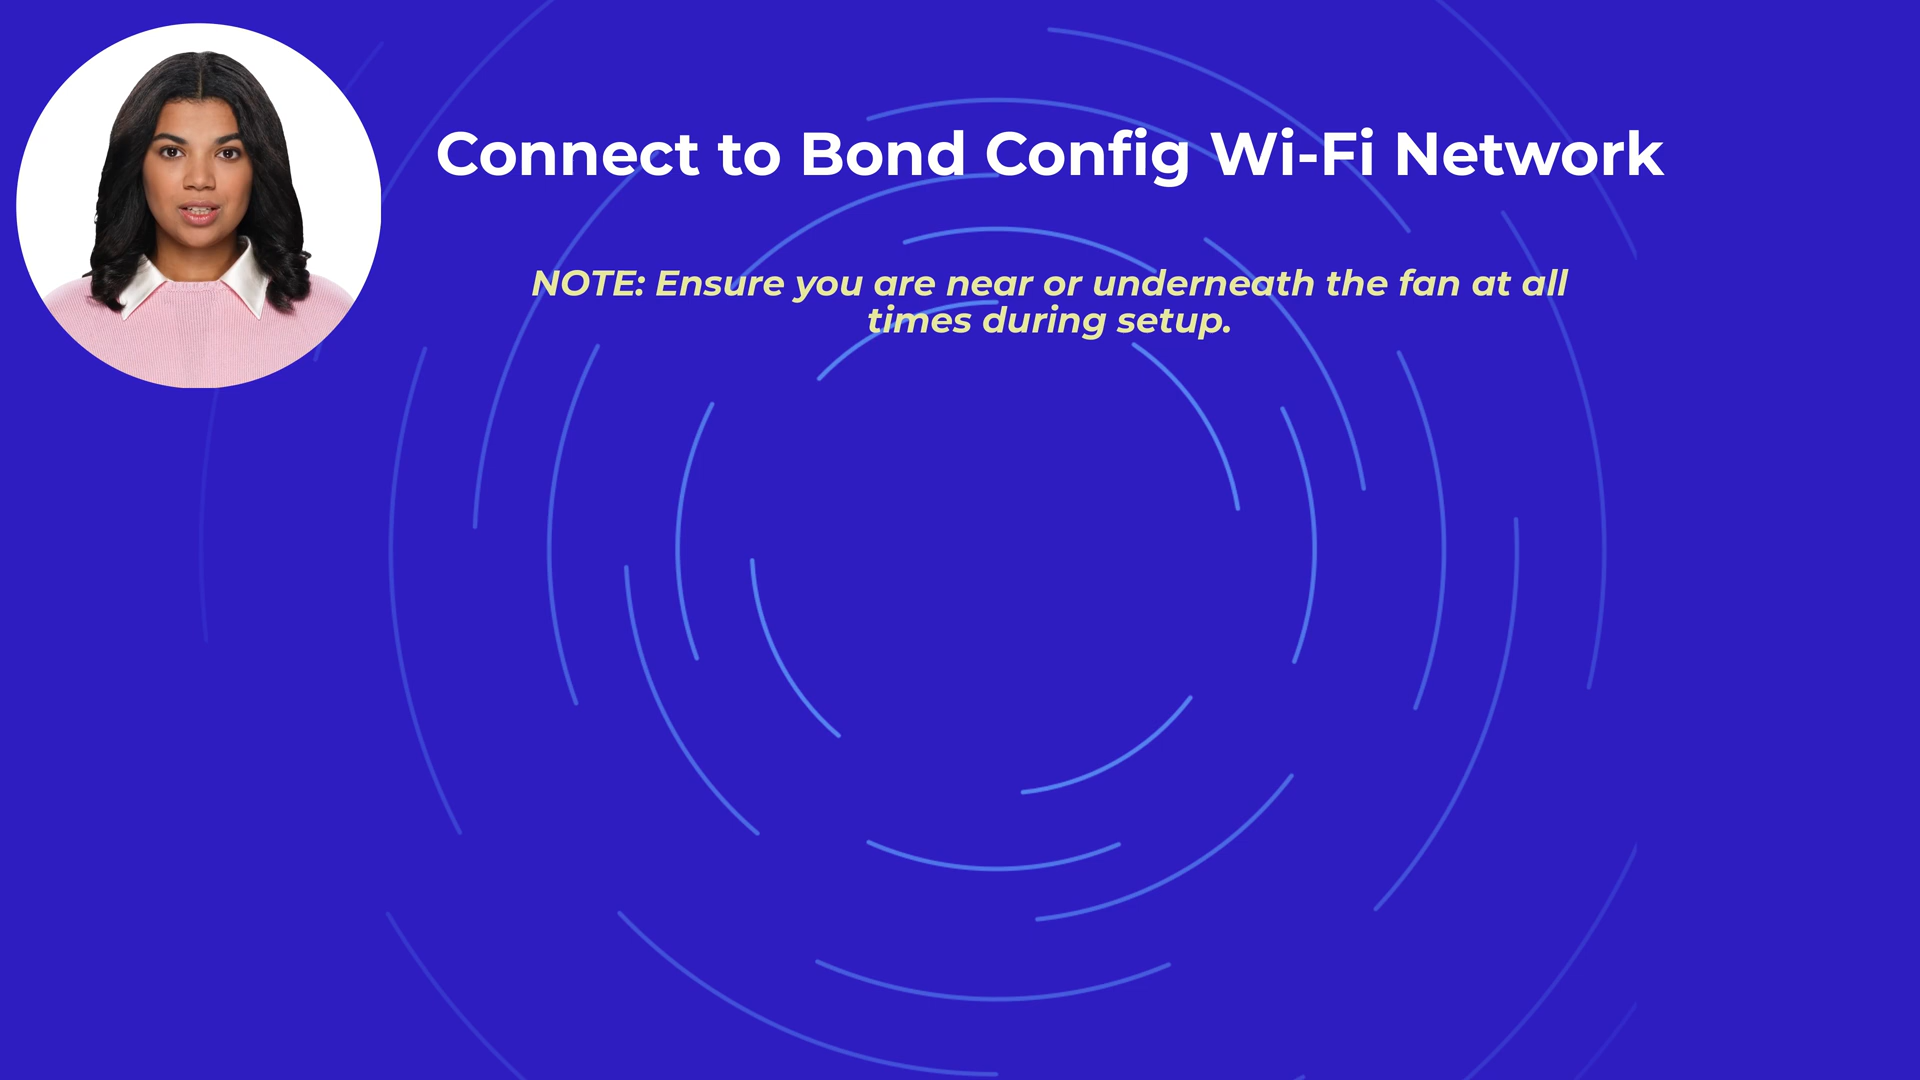 Connect to Bond Config Wi-Fi Network
NOTE: Ensure you are near or underneath the fan at all
times during setup.